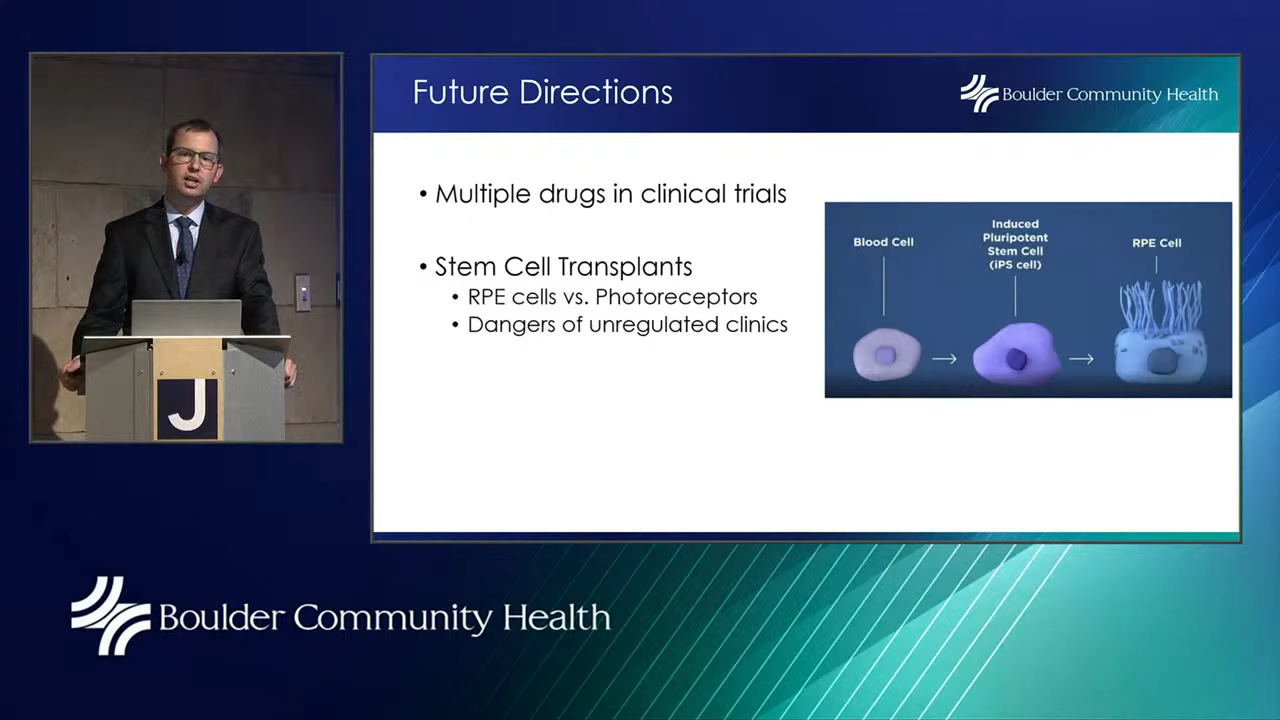 Future Directions
Boulder Community Health
• Multiple drugs in clinical trials
• Stem Cell Transplants
• RPE cells vs. Photoreceptors
• Dangers of unregulated clinics
Blood Cell
Induced
Pluripotent
Stem Cell
(iPS cell)
RPE Cell
J
Boulder Community Health